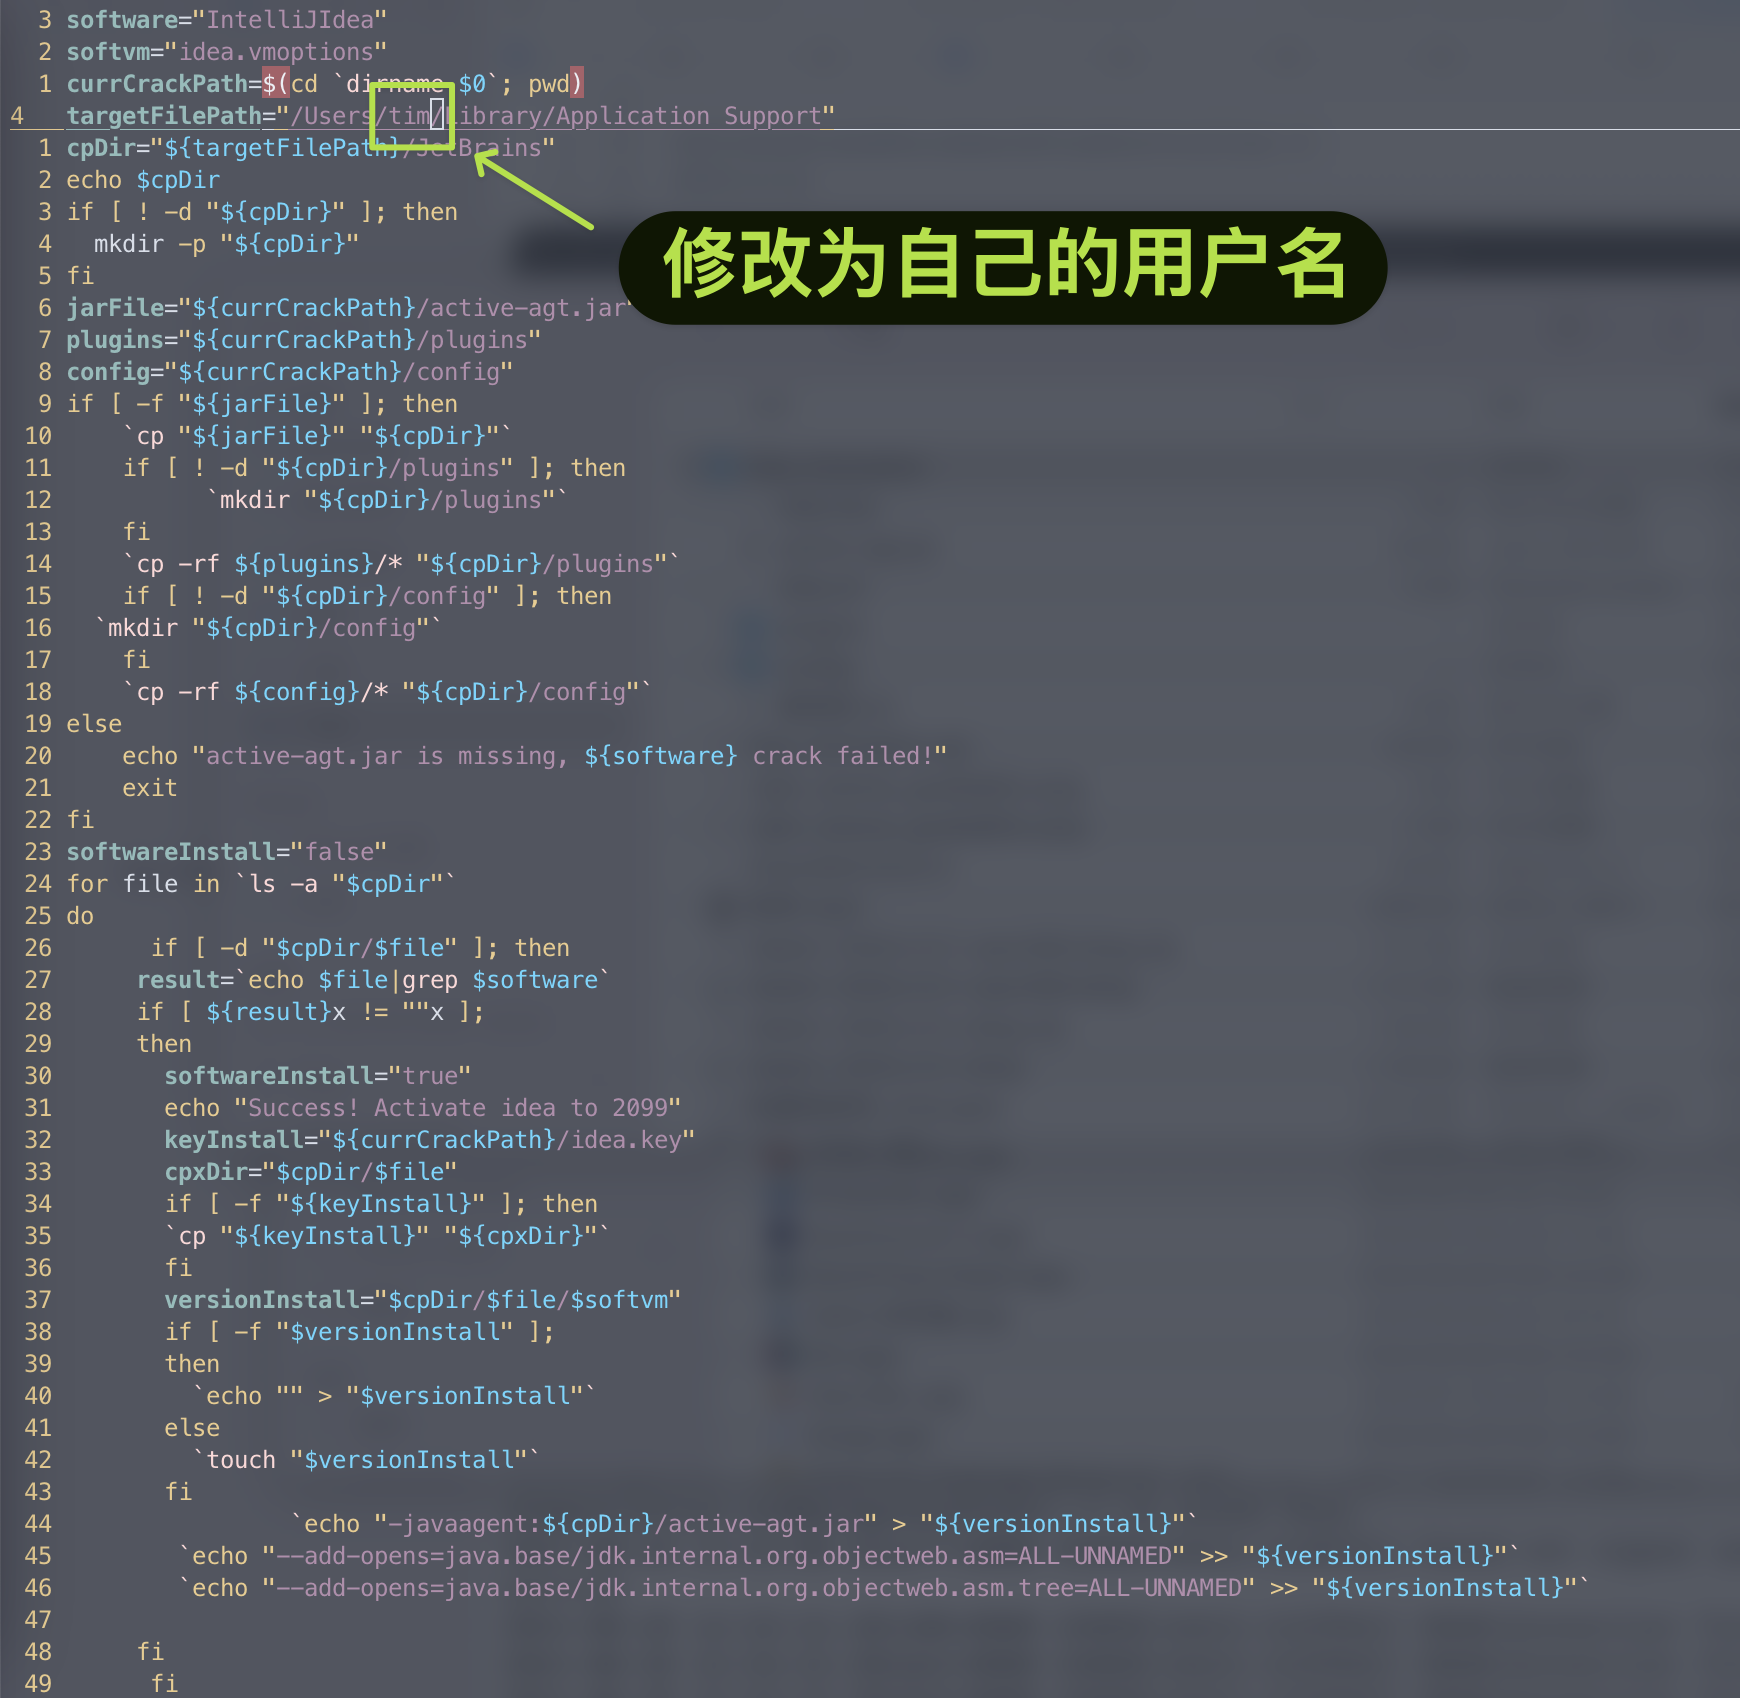 3 software="IntelliJIdea"
2 softvm="idea.vmoptions"
1 currCrackPath=$(cd `dirname $0`; pwd)
4 targetFilePath="/Users/tim/Library/Application Support"
1 cpDir="${targetFilePath}/JetBrains"
2 echo $cpDir
3 if [ ! -d "${cpDir}" ]; then
4 mkdir -p "${cpDir}"
修改为自己的用户名
5 fi
6 jarFile="${currCrackPath}/active-agt.jar"
7 plugins="${currCrackPath}/plugins"
8 config="${currCrackPath}/config"
9 if [ -f "${jarFile}" ]; then
10 `cp "${jarFile}" "${cpDir}"`
11 if [ ! -d "${cpDir}/plugins" ]; then
12 `mkdir "${cpDir}/plugins"`
13 fi
14 `cp -rf ${plugins}/* "${cpDir}/plugins"`
15 if [ ! -d "${cpDir}/config" ]; then
16 `mkdir "${cpDir}/config"`
17 fi
18 `cp -rf ${config}/* "${cpDir}/config"`
19 else
20 echo "active-agt.jar is missing, ${software} crack failed!"
21 exit
22 fi
23 softwareInstall="false"
24 for file in `ls -a "$cpDir"`
25 do
26 if [ -d "$cpDir/$file" ]; then
27 result=`echo $file|grep $software`
28 if [ ${result}x != ""x ];
29 then
30 softwareInstall="true"
31 echo "Success! Activate idea to 2099"
32 keyInstall="${currCrackPath}/idea.key"
33 cpxDir="$cpDir/$file"
34 if [ -f "${keyInstall}" ]; then
35 `cp "${keyInstall}" "${cpxDir}"`
36 fi
37 versionInstall="$cpDir/$file/$softvm"
38 if [ -f "$versionInstall" ];
39 then
40 `echo "" > "$versionInstall"`
41 else
42 `touch "$versionInstall"`
43 fi
44 `echo "-javaagent:${cpDir}/active-agt.jar" > "${versionInstall}"`
45 `echo "--add-opens=java.base/jdk.internal.org.objectweb.asm=ALL-UNNAMED" >> "${versionInstall}"`
46 `echo "--add-opens=java.base/jdk.internal.org.objectweb.asm.tree=ALL-UNNAMED" >> "${versionInstall}"`
47
48 fi
49 fi